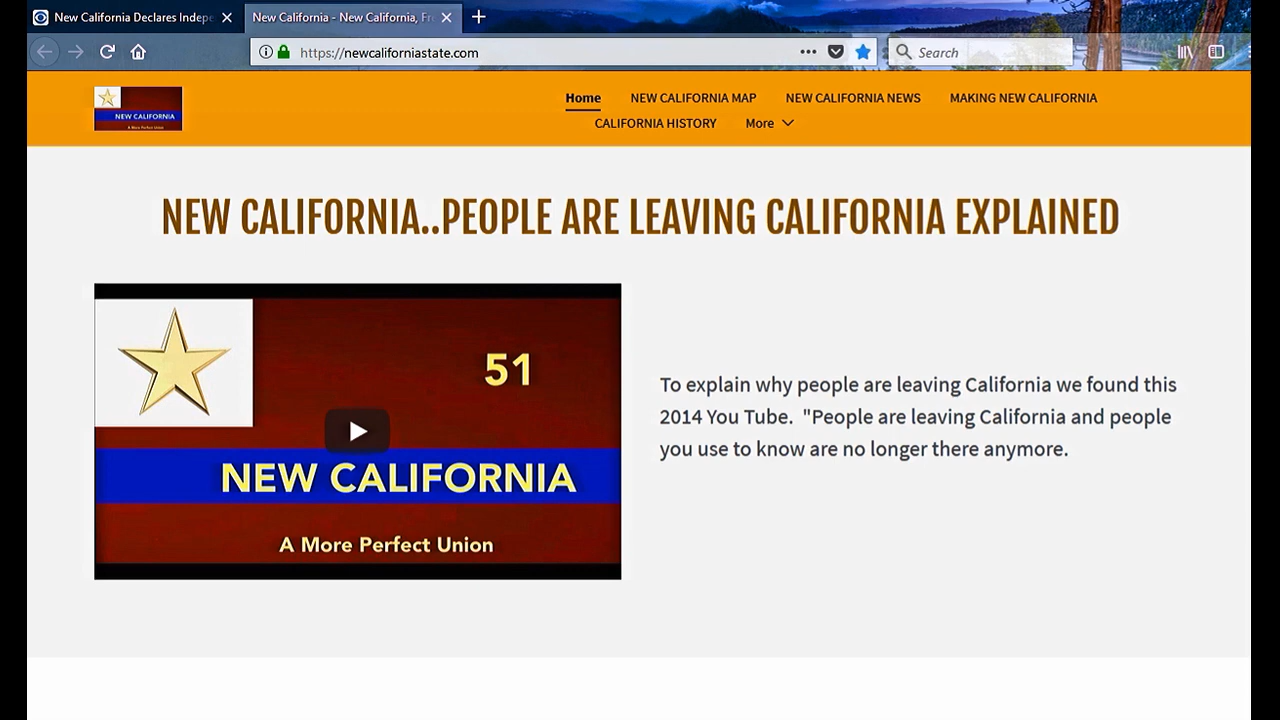 New California Declares Indepe
New California - New California, Fr
https://newcaliforniastate.com
Search
NEW CALIFORNIA
A More Perfect Union
Home
NEW CALIFORNIA MAP
NEW CALIFORNIA NEWS
MAKING NEW CALIFORNIA
CALIFORNIA HISTORY
More
NEW CALIFORNIA..PEOPLE ARE LEAVING CALIFORNIA EXPLAINED
51
NEW CALIFORNIA
A More Perfect Union
To explain why people are leaving California we found this
2014 You Tube. "People are leaving California and people
you use to know are no longer there anymore.